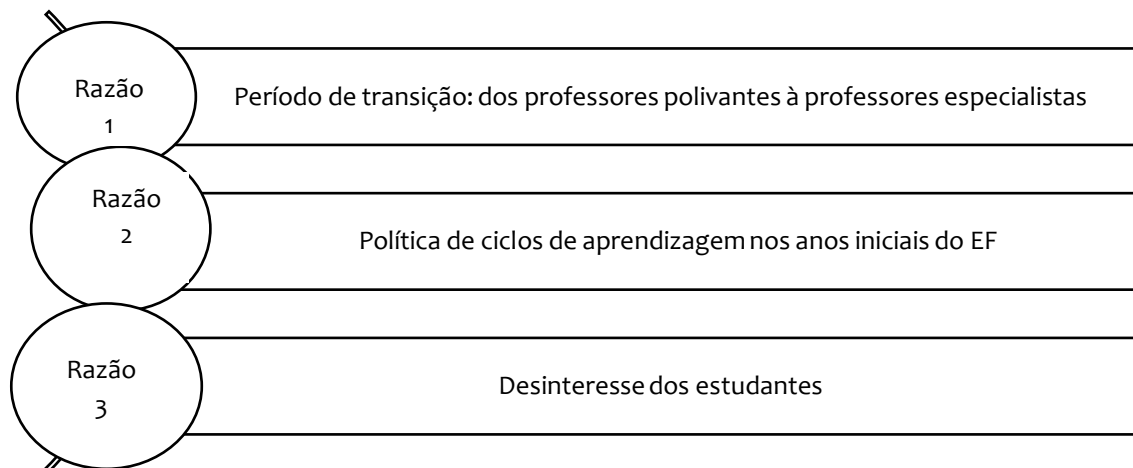 Razão
1
Período de transição: dos professores polivantes à professores especialistas
Razão
2
Política de ciclos de aprendizagem nos anos iniciais do EF
Razão
3
Desinteresse dos estudantes